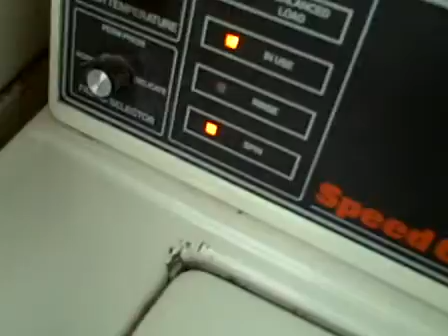 TEMPERATURE
LOAD
PERM PRESS
IN USE
DELICATE
RINSE
SELECTOR
SPIN
Speed